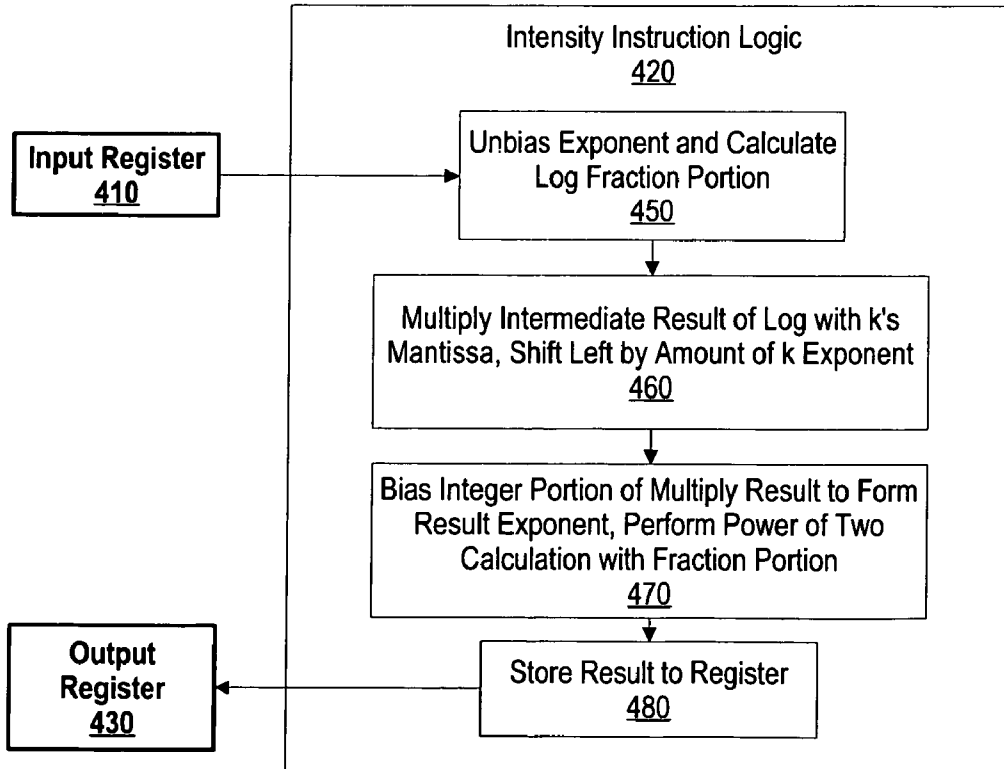 Intensity Instruction Logic
420
Input Register
410
Unbias Exponent and Calculate
Log Fraction Portion
450
Multiply Intermediate Result of Log with k's
Mantissa, Shift Left by Amount of k Exponent
460
Bias Integer Portion of Multiply Result to Form
Result Exponent, Perform Power of Two
Calculation with Fraction Portion
470
Output
Register
430
Store Result to Register
480